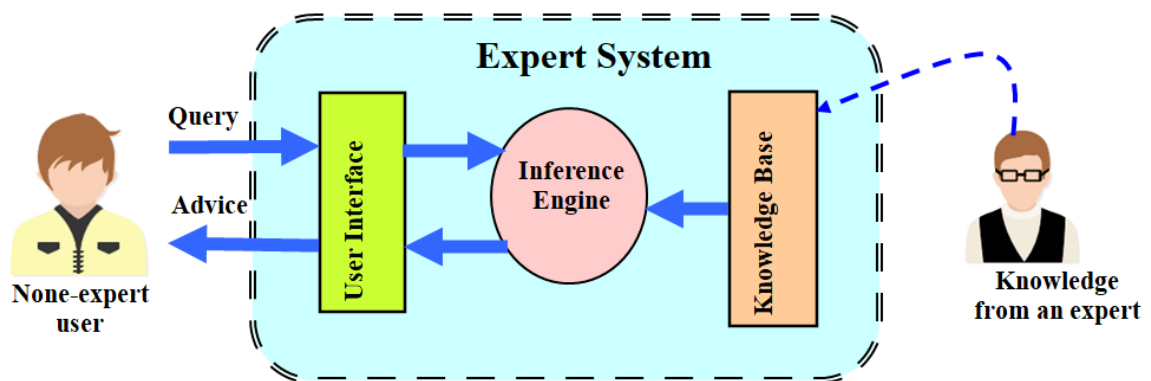 Expert System
Query
Advice
None-expert
user
User Interface
Inference
Engine
Knowledge Base
Knowledge
from an expert